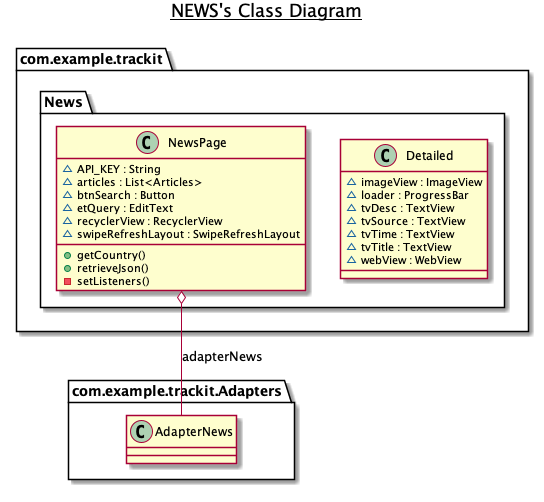 NEWS's Class Diagram
com.example.trackit
News
C NewsPage
API_KEY : String
articles : List<Articles>
btnSearch : Button
etQuery : EditText
recyclerView : RecyclerView
swipeRefreshLayout : SwipeRefreshLayout
getCountry()
retrieveJson()
setListeners()
C Detailed
imageView : ImageView
loader : ProgressBar
tvDesc : TextView
tvSource : TextView
tvTime : TextView
tvTitle : TextView
webView : WebView
adapterNews
com.example.trackit.Adapters
C AdapterNews